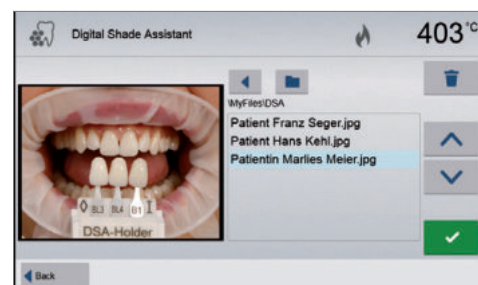 Digital Shade Assistant
403 °C
\MyFiles\DSA
Patient Franz Seger.jpg
Patient Hans Kehl.jpg
Patientin Marlies Meier.jpg
BL3 BL4 B1
DSA-Holder
Back